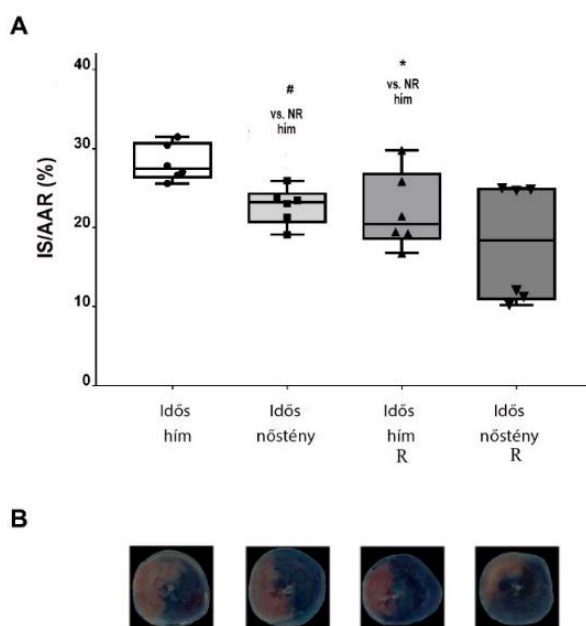 A
IS/AAR (%)
40
30
20
10
0
#
vs. NR
hím
*
vs. NR
hím
Idős
hím
Idős
nőstény
Idős
hím
R
Idős
nőstény
R
B